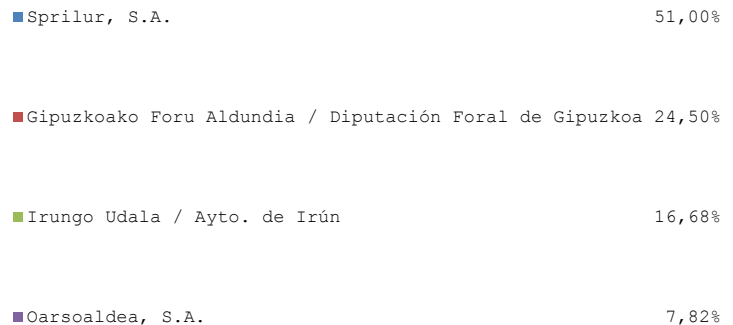 Sprilur, S.A. 51,00%
Gipuzkoako Foru Aldundia / Diputación Foral de Gipuzkoa 24,50%
Irungo Udala / Ayto. de Irún 16,68%
Oarsoaldea, S.A. 7,82%